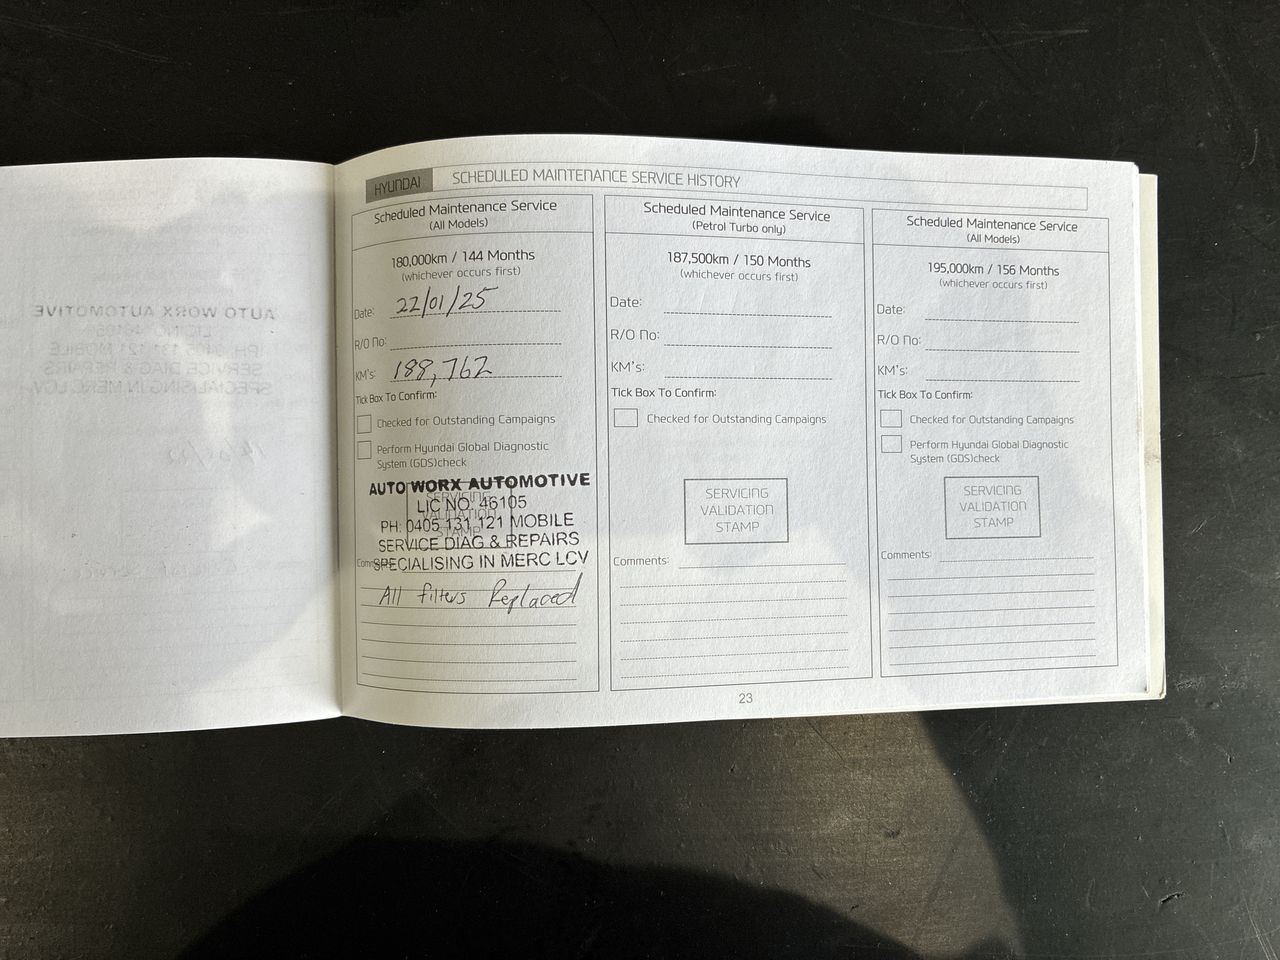 HYUNDAI SCHEDULED MAINTENANCE SERVICE HISTORY
Scheduled Maintenance Service
(All Models)
180,000km / 144 Months
(whichever occurs first)
Date: 22/01/25
R/O No:
KM's: 188,762
Tick Box To Confirm:
Checked for Outstanding Campaigns
Perform Hyundai Global Diagnostic
System (GDS)check
SERVICING
VALIDATION
STAMP
AUTO WORX AUTOMOTIVE
LIC NO. 46105
PH: 0405 131 121 MOBILE
SERVICE DIAG & REPAIRS
SPECIALISING IN MERC LCV
All filters Replaced
Scheduled Maintenance Service
(Petrol Turbo only)
187,500km / 150 Months
(whichever occurs first)
Date:
R/O No:
KM's:
Tick Box To Confirm:
Checked for Outstanding Campaigns
SERVICING
VALIDATION
STAMP
Comments:
Scheduled Maintenance Service
(All Models)
195,000km / 156 Months
(whichever occurs first)
Date:
R/O No:
KM's:
Tick Box To Confirm:
Checked for Outstanding Campaigns
Perform Hyundai Global Diagnostic
System (GDS)check
SERVICING
VALIDATION
STAMP
Comments:
23